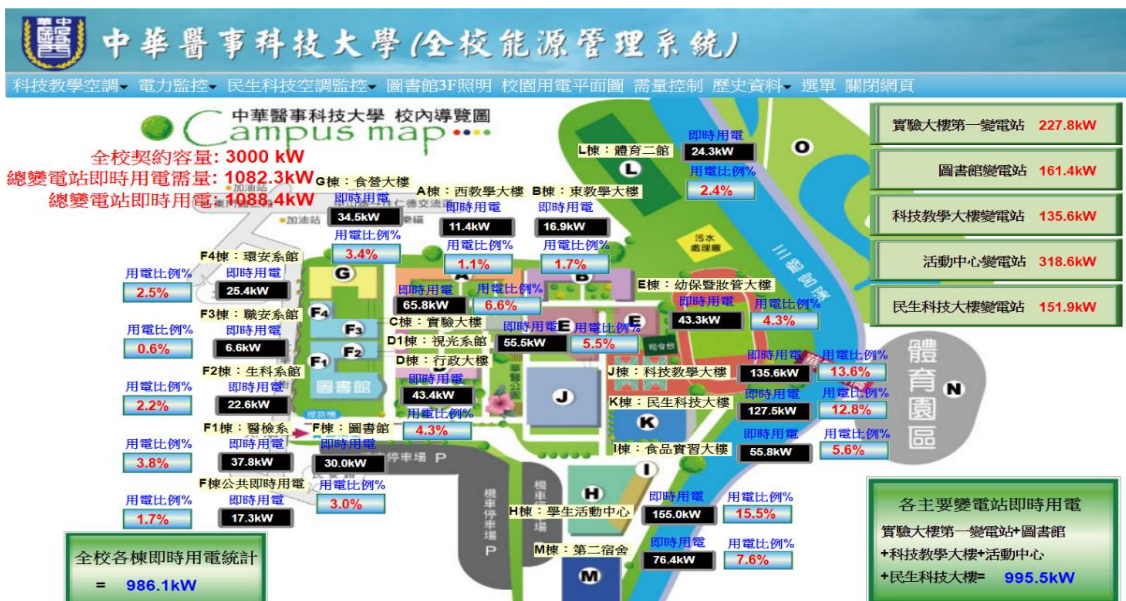 中華醫事科技大學(全校能源管理系統)
科技教學空調 電力監控 民生科技空調監控 圖書館3F照明 校園用電平面圖 需量控制 歷史資料 選單 關閉網頁
中華醫事科技大學 校內導覽圖
Campus map
全校契約容量: 3000 kW
總變電站即時用電需量: 1082.3kW
總變電站即時用電: 1088.4kW
加油站
加油站
G棟：食營大樓
即時用電
34.5kW
用電比例%
3.4%
A棟：西教學大樓
即時用電
11.4kW
用電比例%
1.1%
B棟：東教學大樓
即時用電
16.9kW
用電比例%
1.7%
L棟：體育二館
即時用電
24.3kW
用電比例%
2.4%
L
O
污水
處理廠
實驗大樓第一變電站 227.8kW
圖書館變電站 161.4kW
科技教學大樓變電站 135.6kW
活動中心變電站 318.6kW
民生科技大樓變電站 151.9kW
F4棟：環安系館
用電比例% 即時用電
2.5% 25.4kW
F3棟：職安系館
用電比例% 即時用電
0.6% 6.6kW
F2棟：生科系館
用電比例% 即時用電
2.2% 22.6kW
F1棟：醫檢系
用電比例% 即時用電
3.8% 37.8kW
F棟公共即時用電
用電比例%
1.7% 17.3kW
F棟：圖書館
即時用電
30.0kW
用電比例%
3.0%
G
A
B
F4
F3
F1
F2
圖書館
即時用電 用電比例%
65.8kW 6.6%
C棟：實驗大樓
D1棟：視光系館
即時用電 用電比例%
55.5kW 5.5%
D棟：行政大樓
即時用電
43.4kW
用電比例%
4.3%
E棟：幼保暨妝管大樓
即時用電 用電比例%
43.3kW 4.3%
E
E
J
K
J棟：科技教學大樓
即時用電 用電比例%
135.6kW 13.6%
K棟：民生科技大樓
即時用電 用電比例%
127.5kW 12.8%
I棟：食品實習大樓
即時用電 用電比例%
55.8kW 5.6%
I
H
H棟：學生活動中心
即時用電 用電比例%
155.0kW 15.5%
M棟：第二宿舍
即時用電 用電比例%
76.4kW 7.6%
M
停車場 P
機車停車場 P
體育園區
N
全校各棟即時用電統計
= 986.1kW
各主要變電站即時用電
實驗大樓第一變電站+圖書館
+科技教學大樓+活動中心
+民生科技大樓= 995.5kW